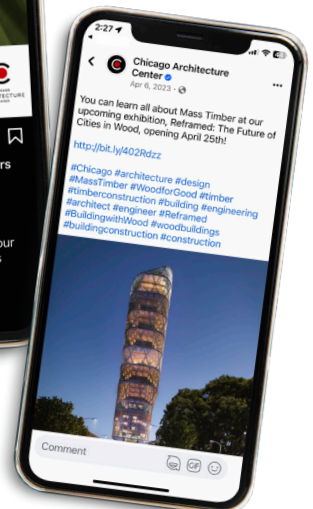 2:27
Chicago Architecture
Center
Apr 6, 2023
You can learn all about Mass Timber at our
upcoming exhibition, Reframed: The Future of
Cities in Wood, opening April 25th!
http://bit.ly/402Rdzz
#Chicago #architecture #design
#MassTimber #WoodforGood #timber
#timberconstruction #building #engineering
#architect #engineer #Reframed
#BuildingwithWood #woodbuildings
#buildingconstruction #construction
Comment
GIF